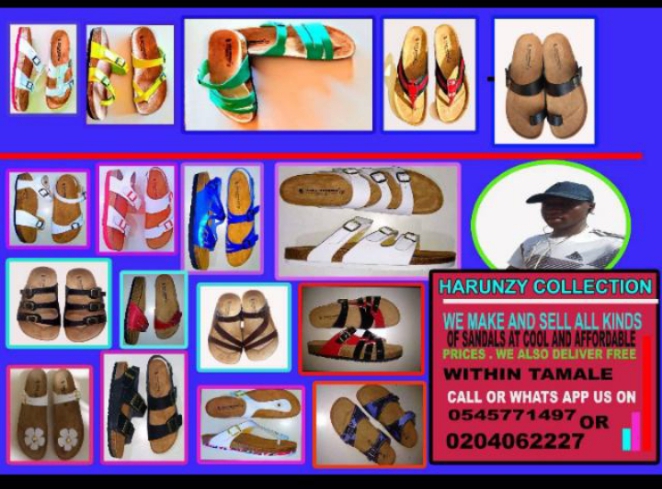 HARUNZY COLLECTION
WE MAKE AND SELL ALL KINDS
OF SANDALS AT COOL AND AFFORDABLE
PRICES . WE ALSO DELIVER FREE
WITHIN TAMALE
CALL OR WHATS APP US ON
0545771497 OR
0204062227